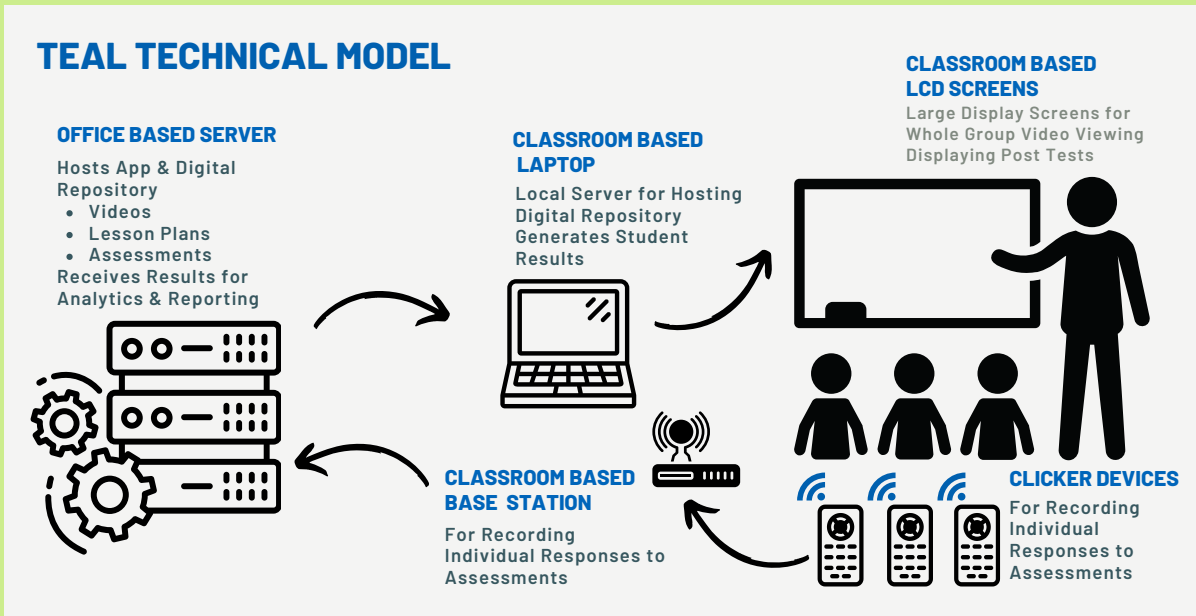 TEAL TECHNICAL MODEL
OFFICE BASED SERVER
Hosts App & Digital
Repository
• Videos
• Lesson Plans
• Assessments
Receives Results for
Analytics & Reporting
CLASSROOM BASED
LAPTOP
Local Server for Hosting
Digital Repository
Generates Student
Results
CLASSROOM BASED
LCD SCREENS
Large Display Screens for
Whole Group Video Viewing
Displaying Post Tests
CLASSROOM BASED
BASE STATION
For Recording
Individual Responses to
Assessments
CLICKER DEVICES
For Recording
Individual
Responses to
Assessments